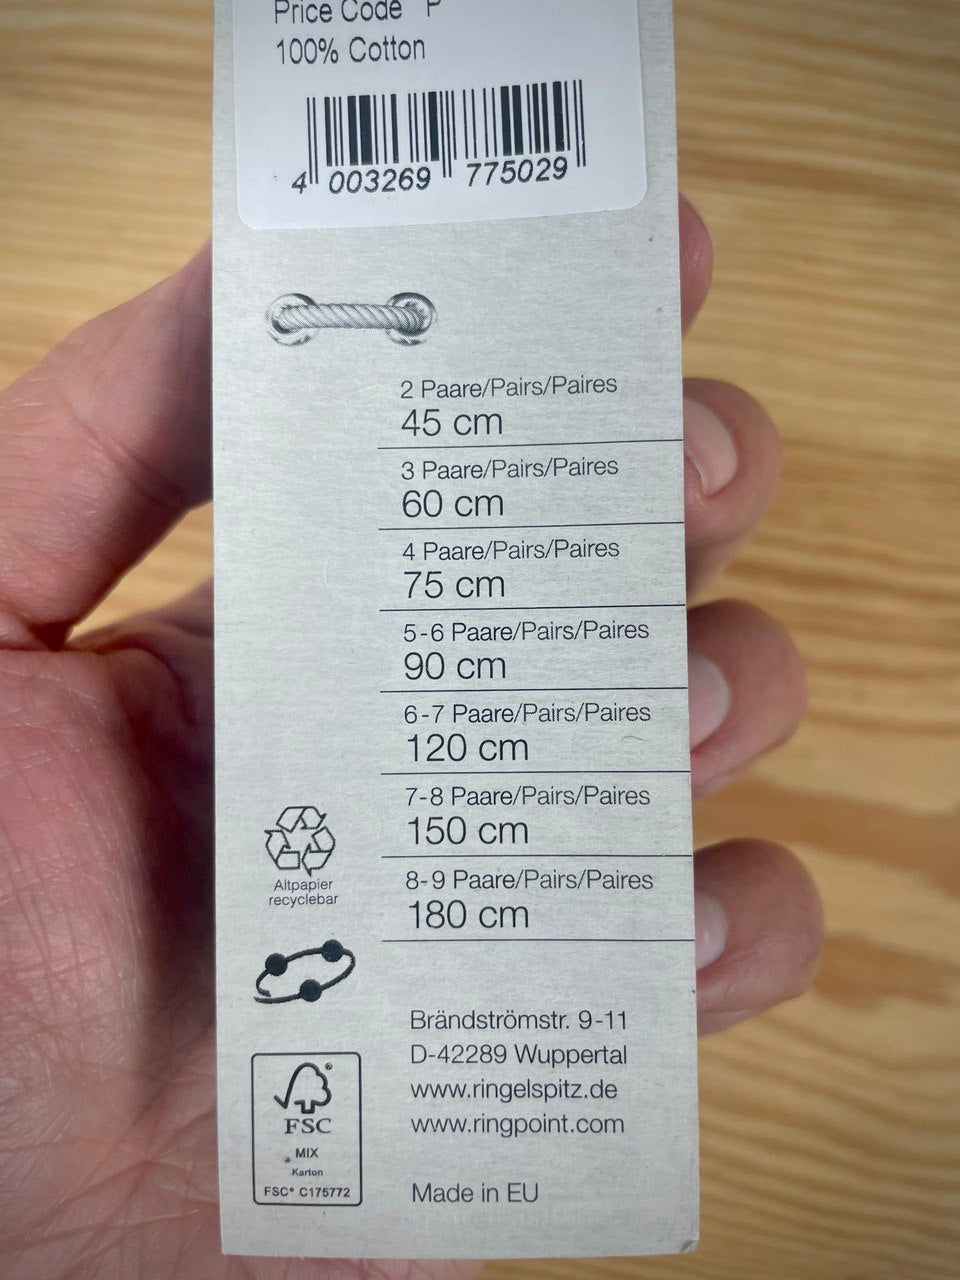 Price Code P
100% Cotton
4 003269 775029
2 Paare/Pairs/Paires
45 cm
3 Paare/Pairs/Paires
60 cm
4 Paare/Pairs/Paires
75 cm
5-6 Paare/Pairs/Paires
90 cm
6-7 Paare/Pairs/Paires
120 cm
7-8 Paare/Pairs/Paires
150 cm
8-9 Paare/Pairs/Paires
180 cm
Altpapier
recyclebar
Brändströmstr. 9-11
D-42289 Wuppertal
www.ringelspitz.de
www.ringpoint.com
Made in EU
FSC
MIX
Karton
FSC® C175772